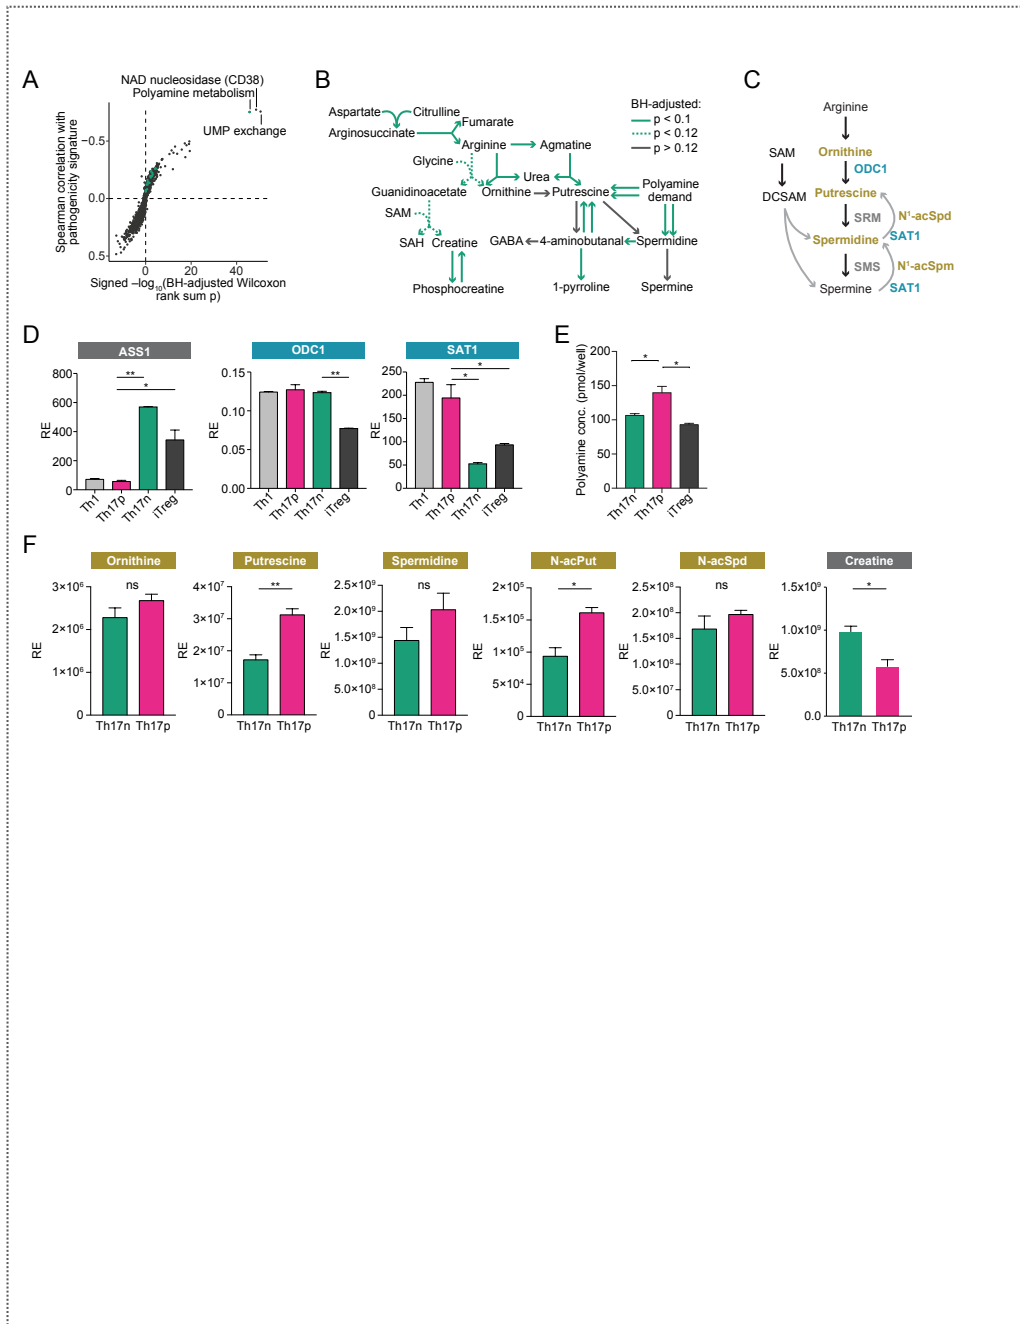 A
NAD nucleosidase (CD38)
Polyamine metabolism
UMP exchange
Spearman correlation with
pathogenicity signature
−0.5
0.0
0.5
0
20
40
Signed –log10(BH-adjusted Wilcoxon
rank sum p)
B
Aspartate
Citrulline
Fumarate
Arginosuccinate
Arginine
Agmatine
Glycine
Urea
Guanidinoacetate
Ornithine
Putrescine
Polyamine
demand
SAM
SAH
Creatine
GABA
4-aminobutanal
Spermidine
Phosphocreatine
1-pyrroline
Spermine
BH-adjusted:
p < 0.1
p < 0.12
p > 0.12
C
Arginine
Ornithine
SAM
ODC1
Putrescine
DCSAM
SRM
N¹-acSpd
Spermidine
SAT1
SMS
N¹-acSpm
Spermine
SAT1
D
ASS1
RE
800
600
400
200
0
**
*
Th1
Th17p
Th17n
iTreg
ODC1
RE
0.15
0.10
0.05
0.00
**
Th1
Th17p
Th17n
iTreg
SAT1
RE
250
200
150
100
50
0
*
*
Th1
Th17p
Th17n
iTreg
E
Polyamine conc. (pmol/well)
200
150
100
50
0
*
*
Th17n
Th17p
iTreg
F
Ornithine
RE
3×10⁶
2×10⁶
1×10⁶
0
ns
Th17n Th17p
Putrescine
RE
4×10⁷
3×10⁷
2×10⁷
1×10⁷
0
**
Th17n Th17p
Spermidine
RE
2.5×10⁹
2.0×10⁹
1.5×10⁹
1.0×10⁹
5.0×10⁸
0
ns
Th17n Th17p
N-acPut
RE
2×10⁵
1×10⁵
1×10⁵
5×10⁴
0
*
Th17n Th17p
N-acSpd
RE
2.5×10⁸
2.0×10⁸
1.5×10⁸
1.0×10⁸
5.0×10⁷
0
ns
Th17n Th17p
Creatine
RE
1.5×10⁹
1.0×10⁹
5.0×10⁸
0.0
*
Th17n Th17p